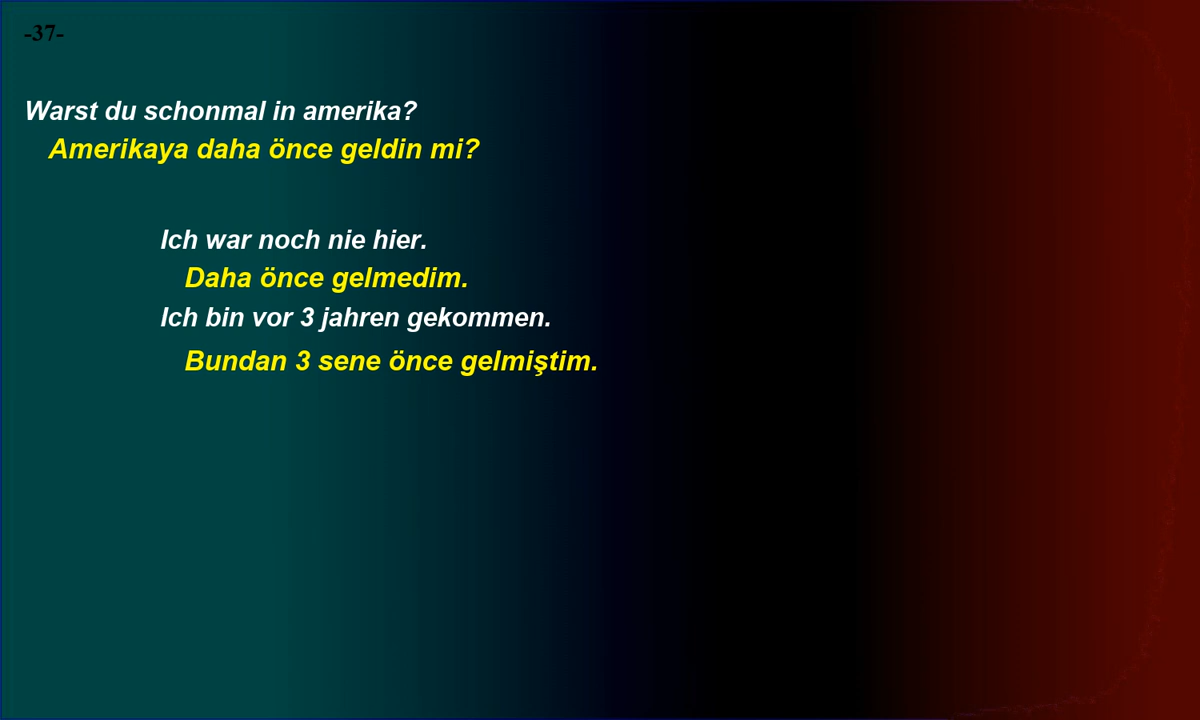 -37-
Warst du schonmal in amerika?
Amerikaya daha önce geldin mi?
Ich war noch nie hier.
Daha önce gelmedim.
Ich bin vor 3 jahren gekommen.
Bundan 3 sene önce gelmiştim.